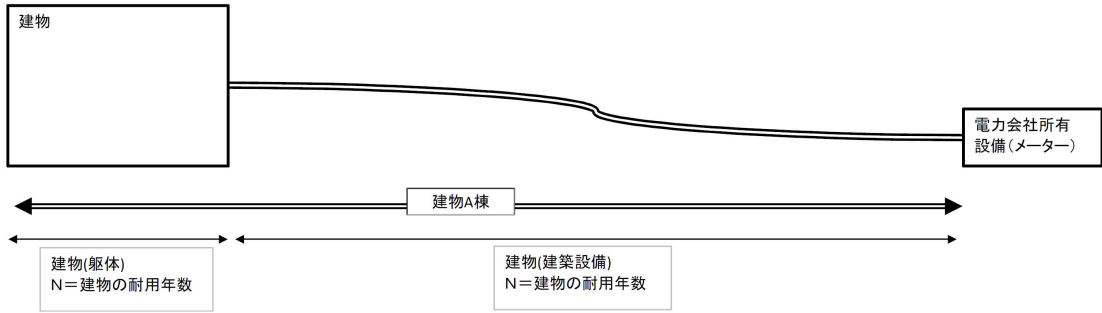 建物
電力会社所有
設備(メーター)
建物A棟
建物(躯体)
N=建物の耐用年数
建物(建築設備)
N=建物の耐用年数